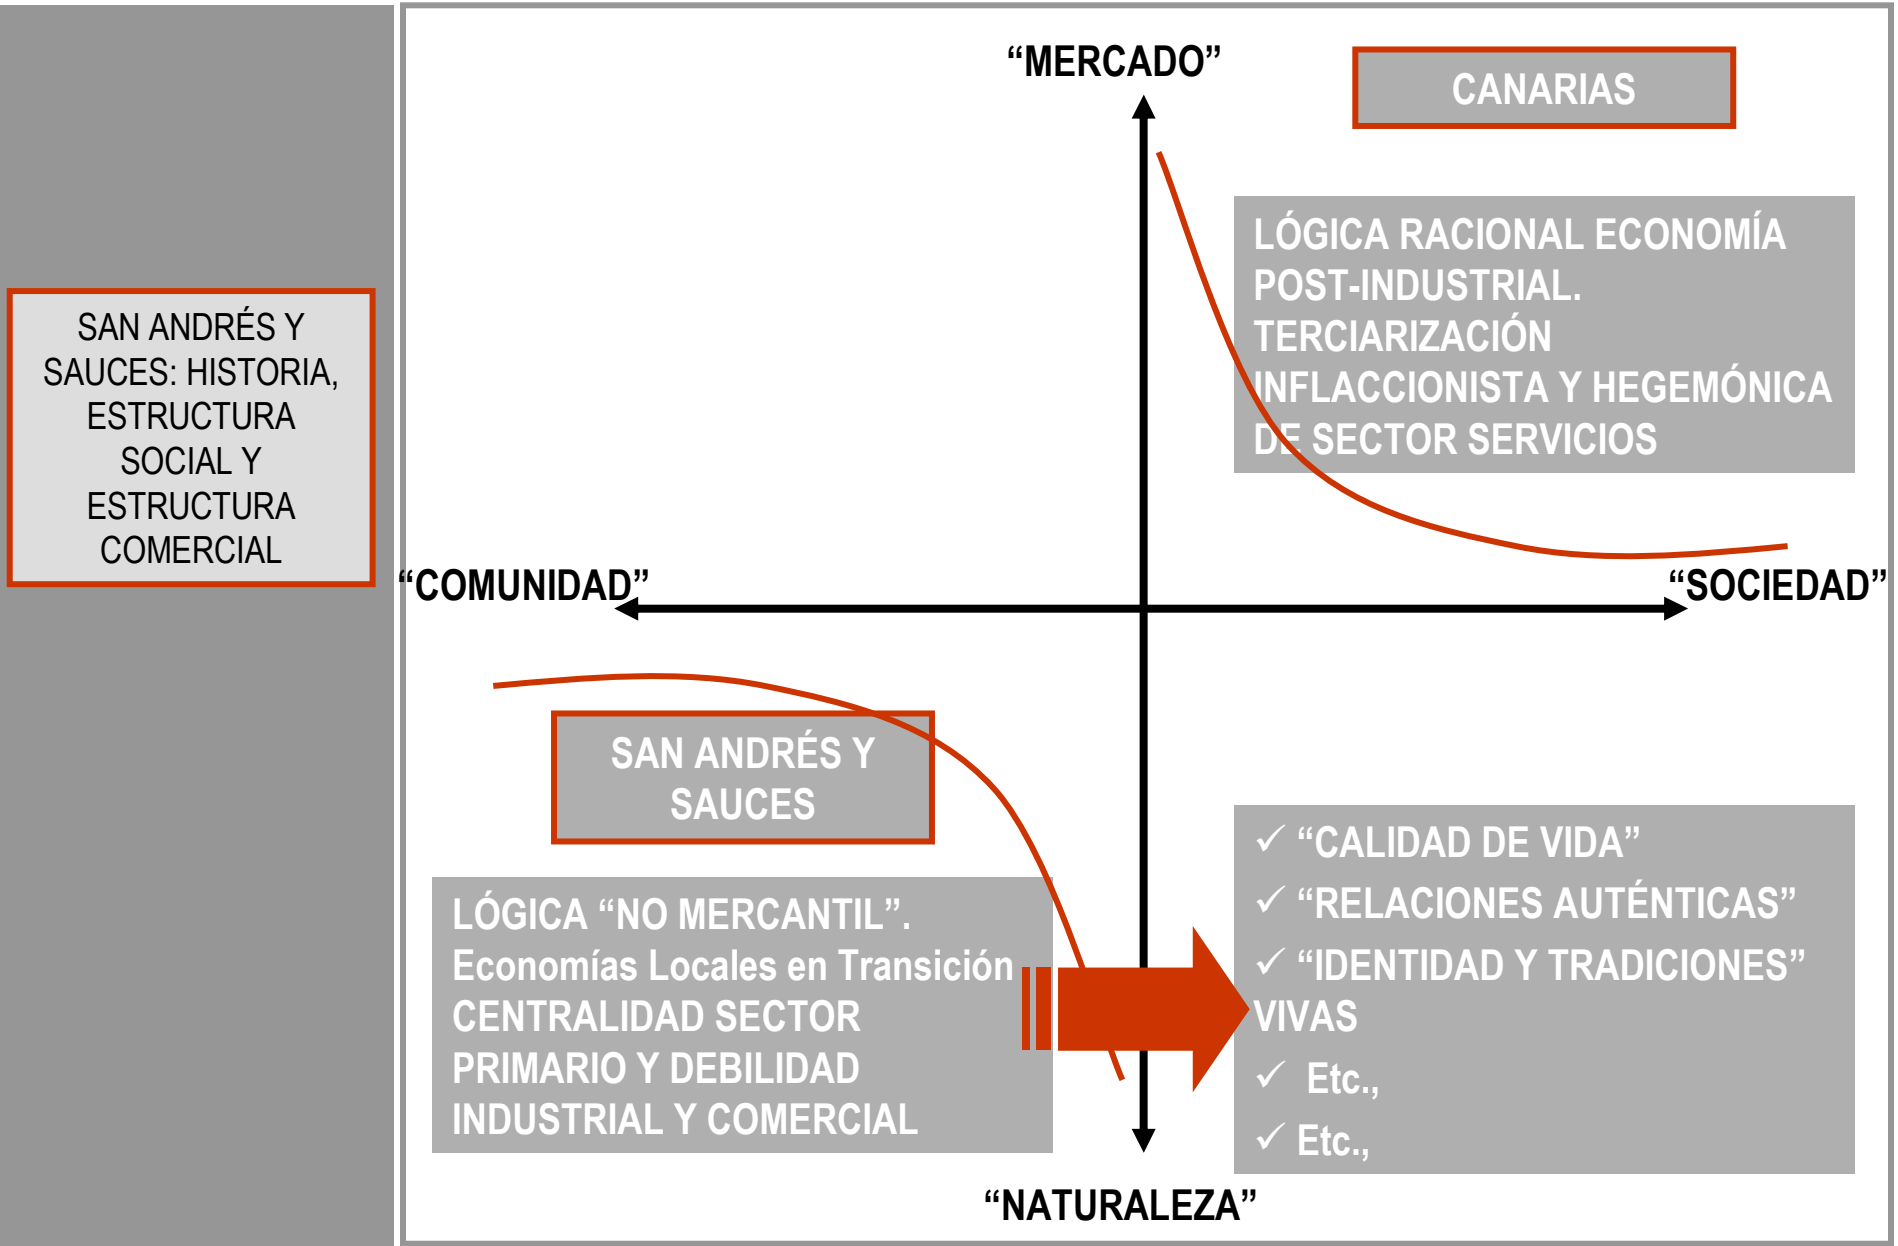 SAN ANDRÉS Y
SAUCES: HISTORIA,
ESTRUCTURA
SOCIAL Y
ESTRUCTURA
COMERCIAL
“MERCADO”
CANARIAS
LÓGICA RACIONAL ECONOMÍA
POST-INDUSTRIAL.
TERCIARIZACIÓN
INFLACCIONISTA Y HEGEMÓNICA
DE SECTOR SERVICIOS
“COMUNIDAD”
“SOCIEDAD”
SAN ANDRÉS Y
SAUCES
LÓGICA “NO MERCANTIL”.
Economías Locales en Transición
CENTRALIDAD SECTOR
PRIMARIO Y DEBILIDAD
INDUSTRIAL Y COMERCIAL
✓ “CALIDAD DE VIDA”
✓ “RELACIONES AUTÉNTICAS”
✓ “IDENTIDAD Y TRADICIONES”
VIVAS
✓ Etc.,
✓ Etc.,
“NATURALEZA”